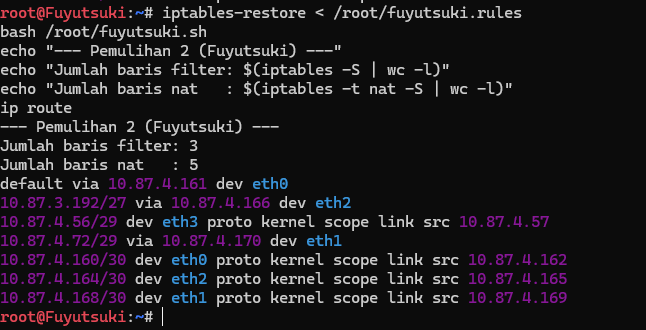 root@Fuyutsuki:~# iptables-restore < /root/fuyutsuki.rules
bash /root/fuyutsuki.sh
echo "--- Pemulihan 2 (Fuyutsuki) ---"
echo "Jumlah baris filter: $(iptables -S | wc -l)"
echo "Jumlah baris nat   : $(iptables -t nat -S | wc -l)"
ip route
--- Pemulihan 2 (Fuyutsuki) ---
Jumlah baris filter: 3
Jumlah baris nat   : 5
default via 10.87.4.161 dev eth0
10.87.3.192/27 via 10.87.4.166 dev eth2
10.87.4.56/29 dev eth3 proto kernel scope link src 10.87.4.57
10.87.4.72/29 via 10.87.4.170 dev eth1
10.87.4.160/30 dev eth0 proto kernel scope link src 10.87.4.162
10.87.4.164/30 dev eth2 proto kernel scope link src 10.87.4.165
10.87.4.168/30 dev eth1 proto kernel scope link src 10.87.4.169
root@Fuyutsuki:~#